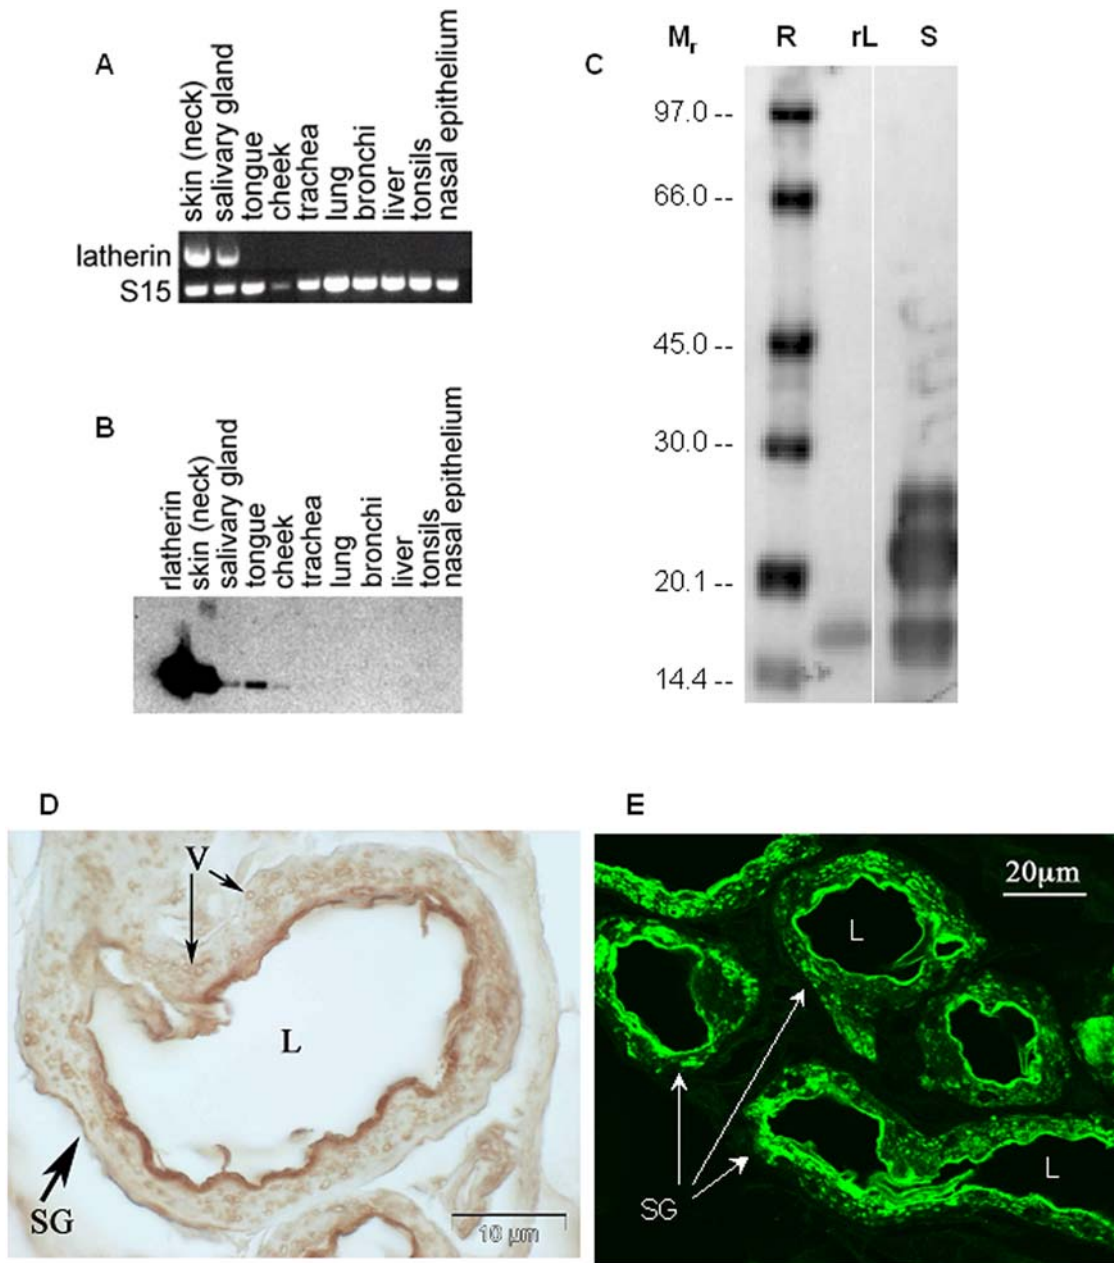 A
skin (neck)
salivary gland
tongue
cheek
trachea
lung
bronchi
liver
tonsils
nasal epithelium
latherin
S15
B
rlatherin
skin (neck)
salivary gland
tongue
cheek
trachea
lung
bronchi
liver
tonsils
nasal epithelium
C
Mr R rL S
97.0 --
66.0 --
45.0 --
30.0 --
20.1 --
14.4 --
D
V
L
SG
10 µm
E
20µm
L
L
SG